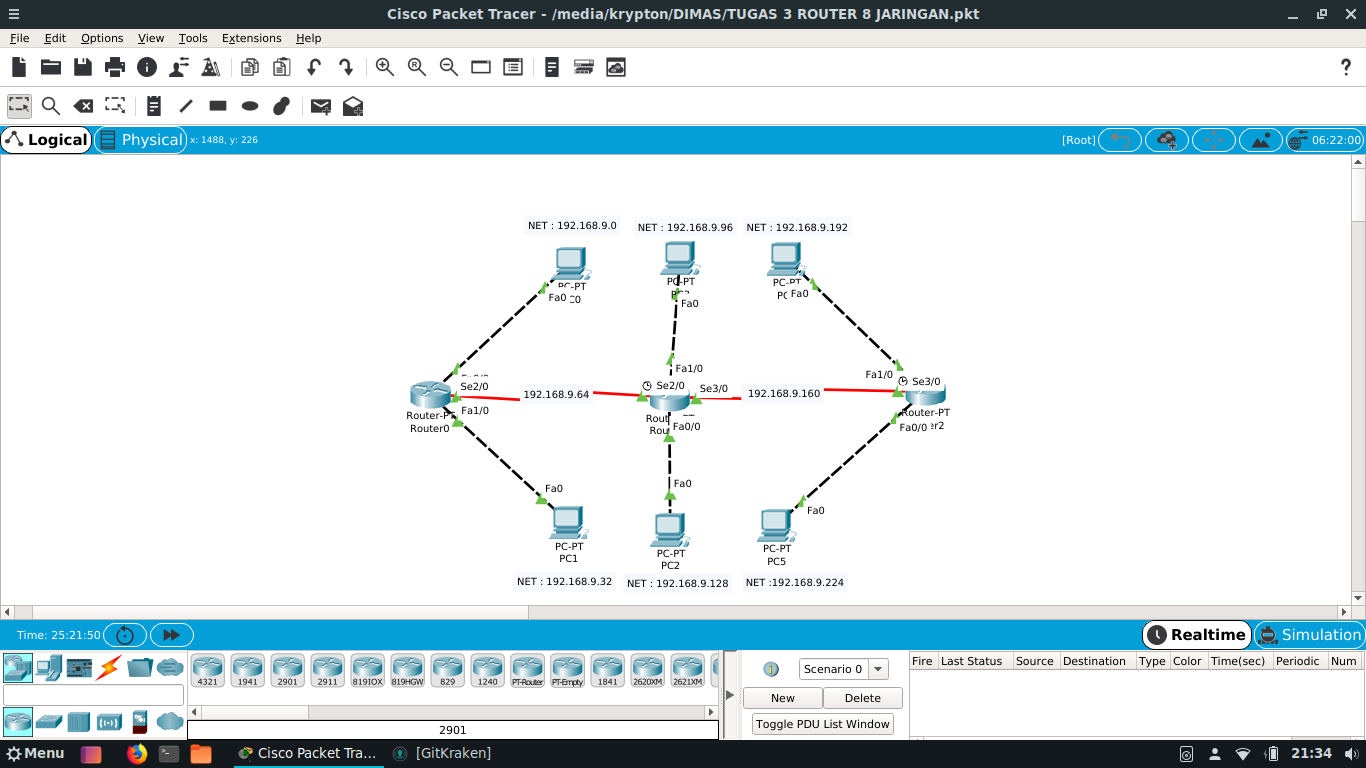 Cisco Packet Tracer - /media/krypton/DIMAS/TUGAS 3 ROUTER 8 JARINGAN.pkt
File Edit Options View Tools Extensions Help
?
Logical Physical x: 1488, y: 226 [Root] 06:22:00
NET : 192.168.9.0 NET : 192.168.9.96 NET : 192.168.9.192
PC-PT PC-PT PC-PT
Fa0 Fa0 Fa0
Fa1/0 Fa1/0
Se2/0 Se2/0 Se3/0 Se3/0
192.168.9.64 192.168.9.160
Fa1/0
Router-PT Router-PT
Router0 Fa0/0 Fa0/0
Fa0 Fa0 Fa0
PC-PT PC-PT PC-PT
PC1 PC2 PC5
NET : 192.168.9.32 NET : 192.168.9.128 NET :192.168.9.224
Time: 25:21:50 Realtime Simulation
4321 1941 2901 2911 819IOX 819HGW 829 1240 PT-Router PT-Empty 1841 2620XM 2621XM
2901
Scenario 0
New Delete
Toggle PDU List Window
Fire Last Status Source Destination Type Color Time(sec) Periodic Num
Menu Cisco Packet Tra... [GitKraken] 21:34